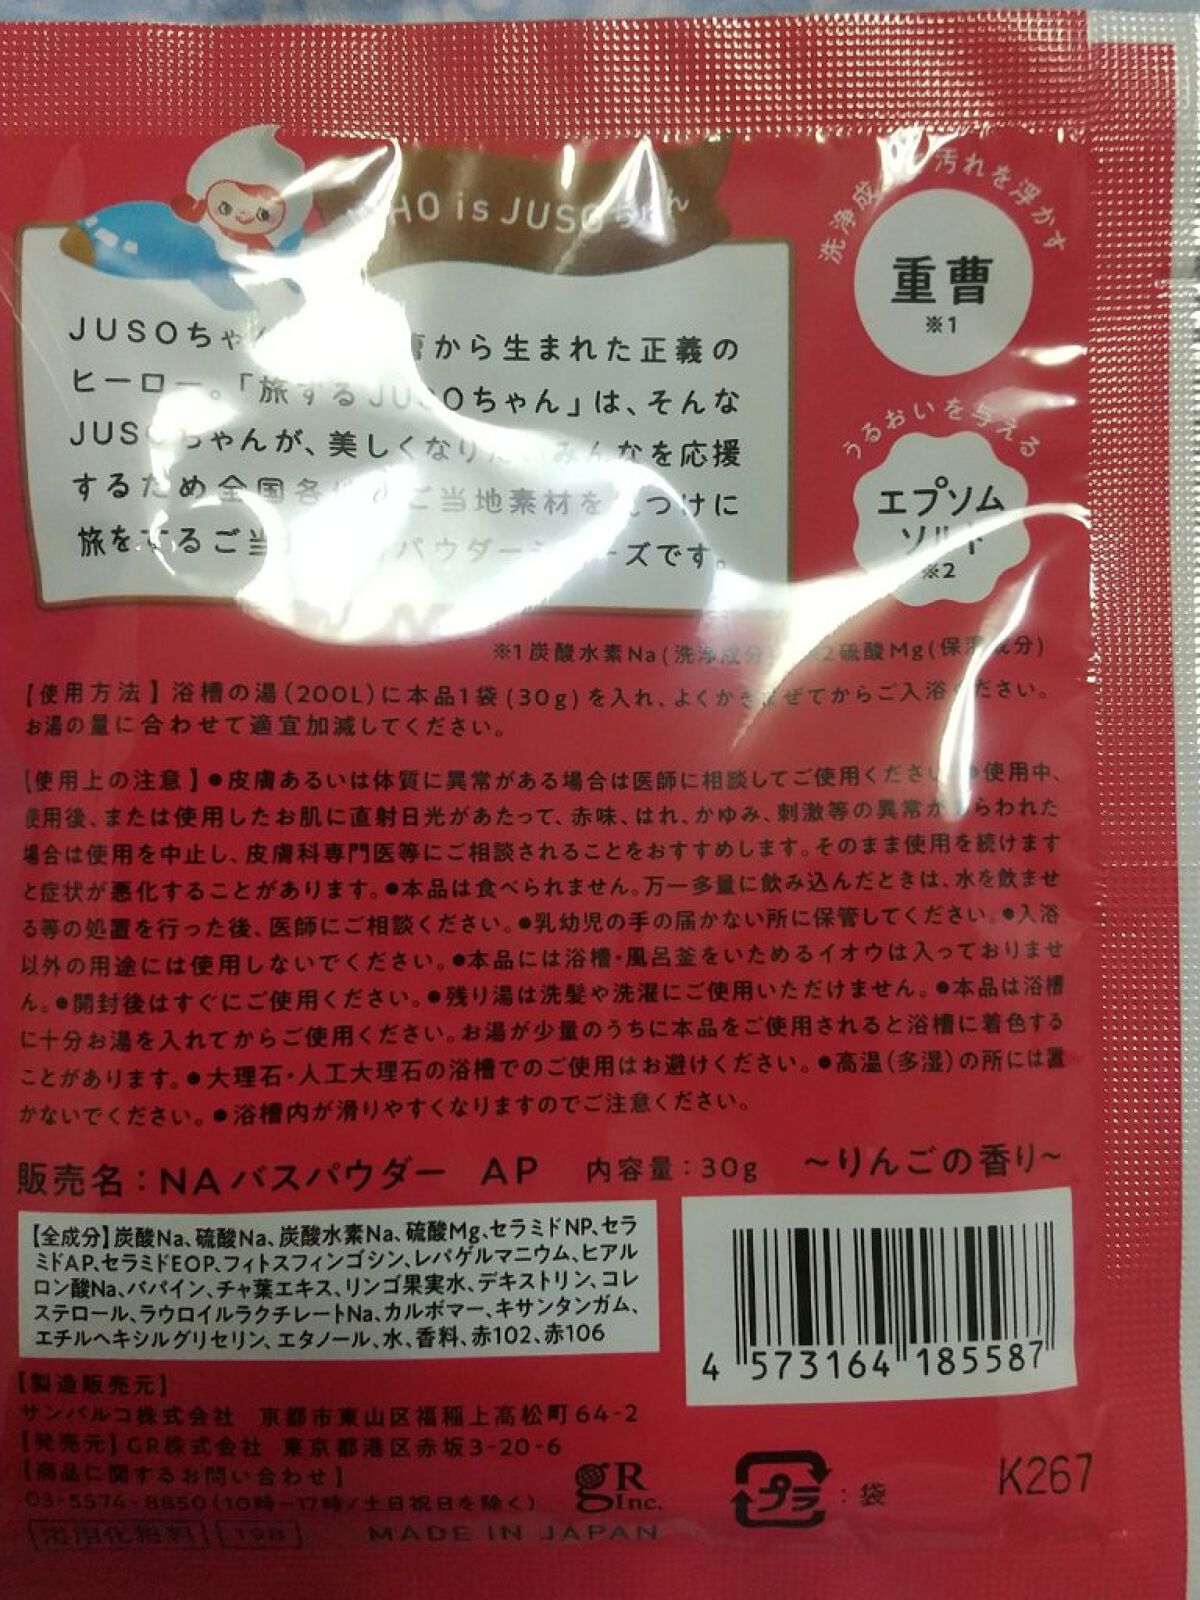 HO is JUSOちゃん
洗浄成 汚れを浮かす
重曹
※1
JUSOちゃ から生まれた正義の
ヒーロー。「旅するJUSOちゃん」は、そんな
JUSOちゃんが、美しくなりたいみんなを応援
するため全国各 ご当地素材を つけに
旅をするご当 パウダーシリーズです。
うるおいを与える
エプソム
ソルト
※2
※1炭酸水素Na(洗浄成分) ※2硫酸Mg(保湿成分)
【使用方法】浴槽の湯(200L)に本品1袋(30g)を入れ、よくかきまぜてからご入浴ください。
お湯の量に合わせて適宜加減してください。
【使用上の注意】●皮膚あるいは体質に異常がある場合は医師に相談してご使用ください。●使用中、
使用後、または使用したお肌に直射日光があたって、赤味、はれ、かゆみ、刺激等の異常があらわれた
場合は使用を中止し、皮膚科専門医等にご相談されることをおすすめします。そのまま使用を続けます
と症状が悪化することがあります。●本品は食べられません。万一多量に飲み込んだときは、水を飲ませ
る等の処置を行った後、医師にご相談ください。●乳幼児の手の届かない所に保管してください。●入浴
以外の用途には使用しないでください。●本品には浴槽・風呂釜をいためるイオウは入っておりませ
ん。●開封後はすぐにご使用ください。●残り湯は洗髪や洗濯にご使用いただけません。●本品は浴槽
に十分お湯を入れてからご使用ください。お湯が少量のうちに本品をご使用されると浴槽に着色する
ことがあります。●大理石・人工大理石の浴槽でのご使用はお避けください。●高温(多湿)の所には置
かないでください。●浴槽内が滑りやすくなりますのでご注意ください。
販売名：NAバスパウダー AP 内容量：30g ～りんごの香り～
【全成分】炭酸Na、硫酸Na、炭酸水素Na、硫酸Mg、セラミドNP、セラ
ミドAP、セラミドEOP、フィトスフィンゴシン、レパゲルマニウム、ヒアル
ロン酸Na、パパイン、チャ葉エキス、リンゴ果実水、デキストリン、コレ
ステロール、ラウロイルラクチレートNa、カルボマー、キサンタンガム、
エチルヘキシルグリセリン、エタノール、水、香料、赤102、赤106
4 573164 185587
【製造販売元】
サンパルコ株式会社 京都市東山区福稲上高松町64-2
【発売元】GR株式会社 東京都港区赤坂3-20-6
【商品に関するお問い合わせ】
03-5574-8850(10時～17時/土日祝日を除く)
浴用化粧料 19B
MADE IN JAPAN
gR Inc.
プラ ：袋
K267